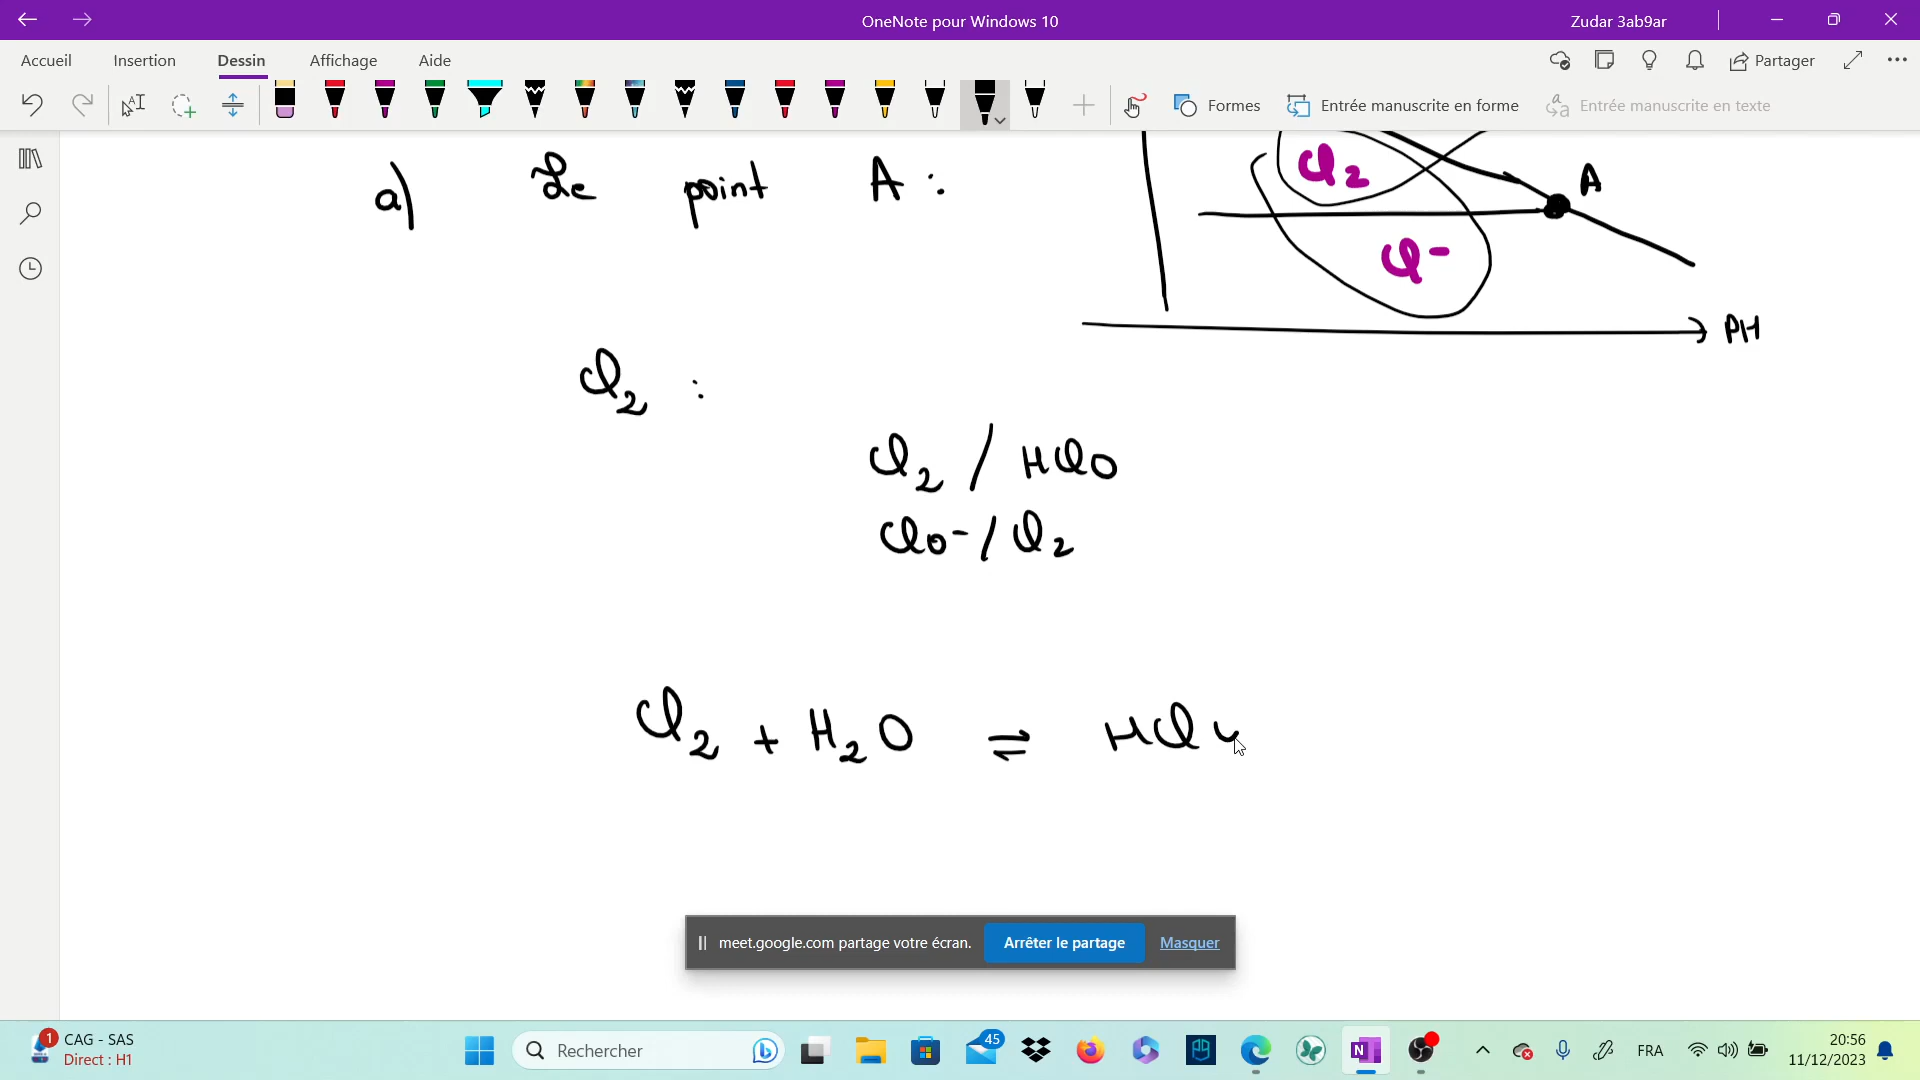 OneNote pour Windows 10
Zudar 3ab9ar
Accueil Insertion Dessin Affichage Aide
Partager
Formes Entrée manuscrite en forme Entrée manuscrite en texte
a) Le point A :
Cl2
A
Cl-
PH
Cl2 :
Cl2 / HClO
ClO- / Cl2
Cl2 + H2O ⇌ HCl
meet.google.com partage votre écran. Arrêter le partage Masquer
1 CAG - SAS
Direct : H1
Rechercher
45
FRA
20:56
11/12/2023